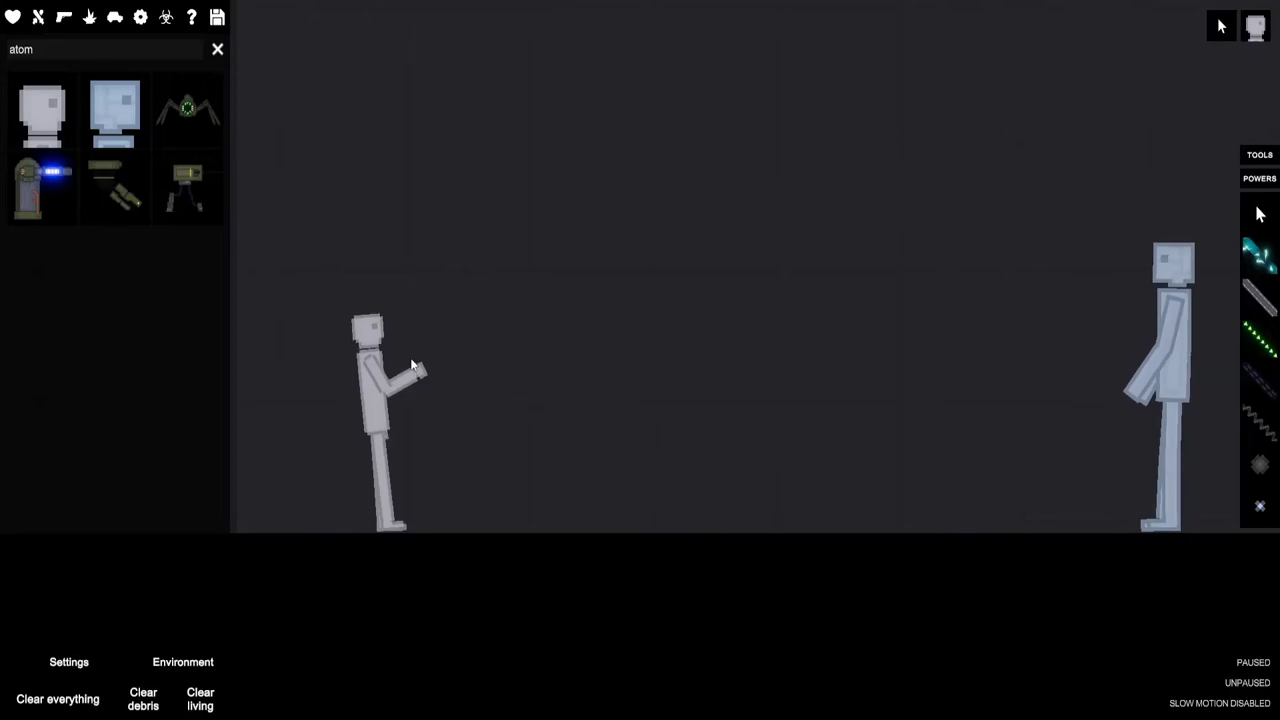 atom
TOOLS
POWERS
Settings
Environment
Clear everything
Clear
debris
Clear
living
PAUSED
UNPAUSED
SLOW MOTION DISABLED